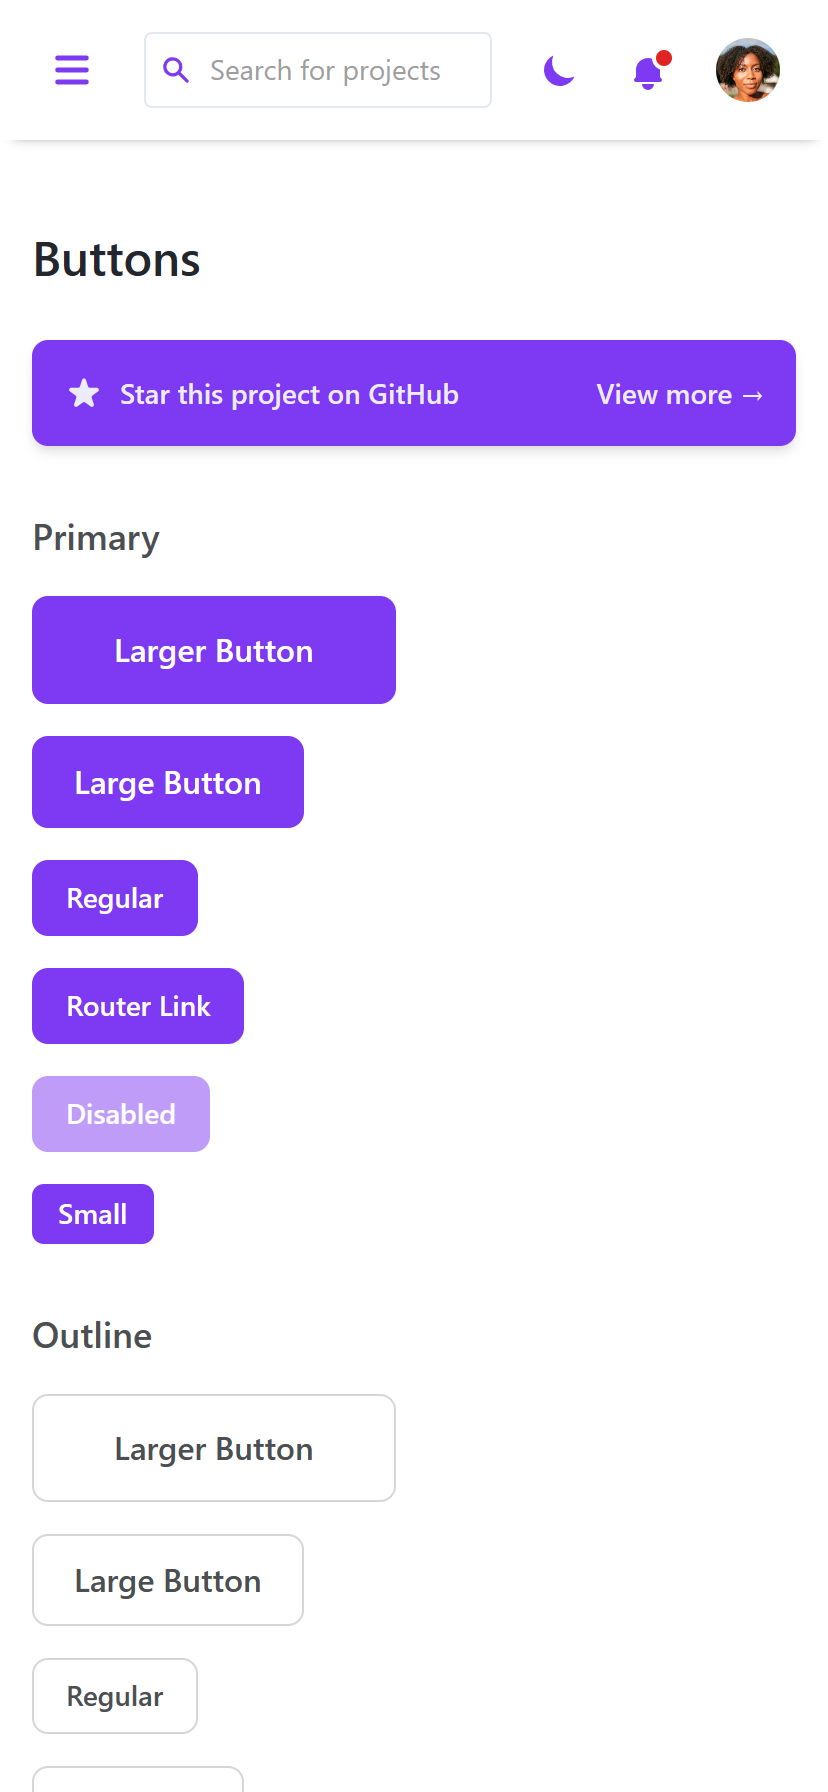 Search for projects
Buttons
Star this project on GitHub View more →
Primary
Larger Button
Large Button
Regular
Router Link
Disabled
Small
Outline
Larger Button
Large Button
Regular